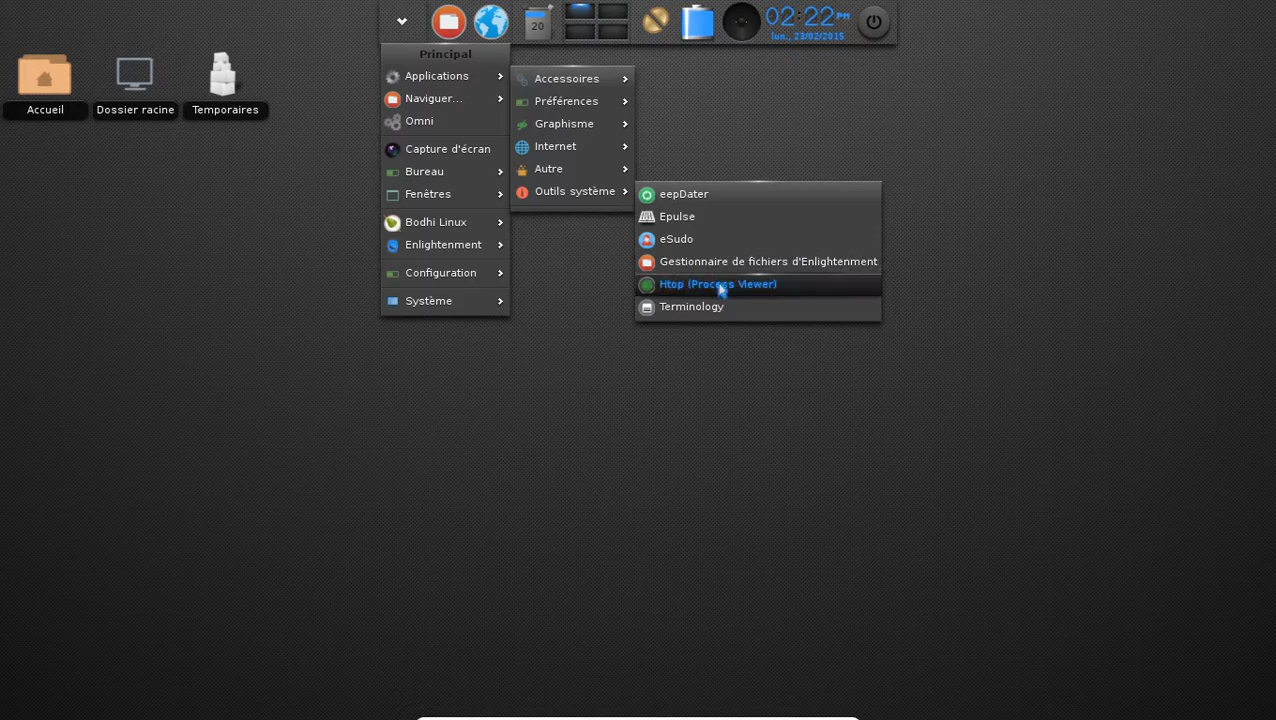 20
02:22 PM
lun., 23/02/2015
Accueil
Dossier racine
Temporaires
Principal
Applications
Naviguer...
Omni
Capture d'écran
Bureau
Fenêtres
Bodhi Linux
Enlightenment
Configuration
Système
Accessoires
Préférences
Graphisme
Internet
Autre
Outils système
eepDater
Epulse
eSudo
Gestionnaire de fichiers d'Enlightenment
Htop (Process Viewer)
Terminology